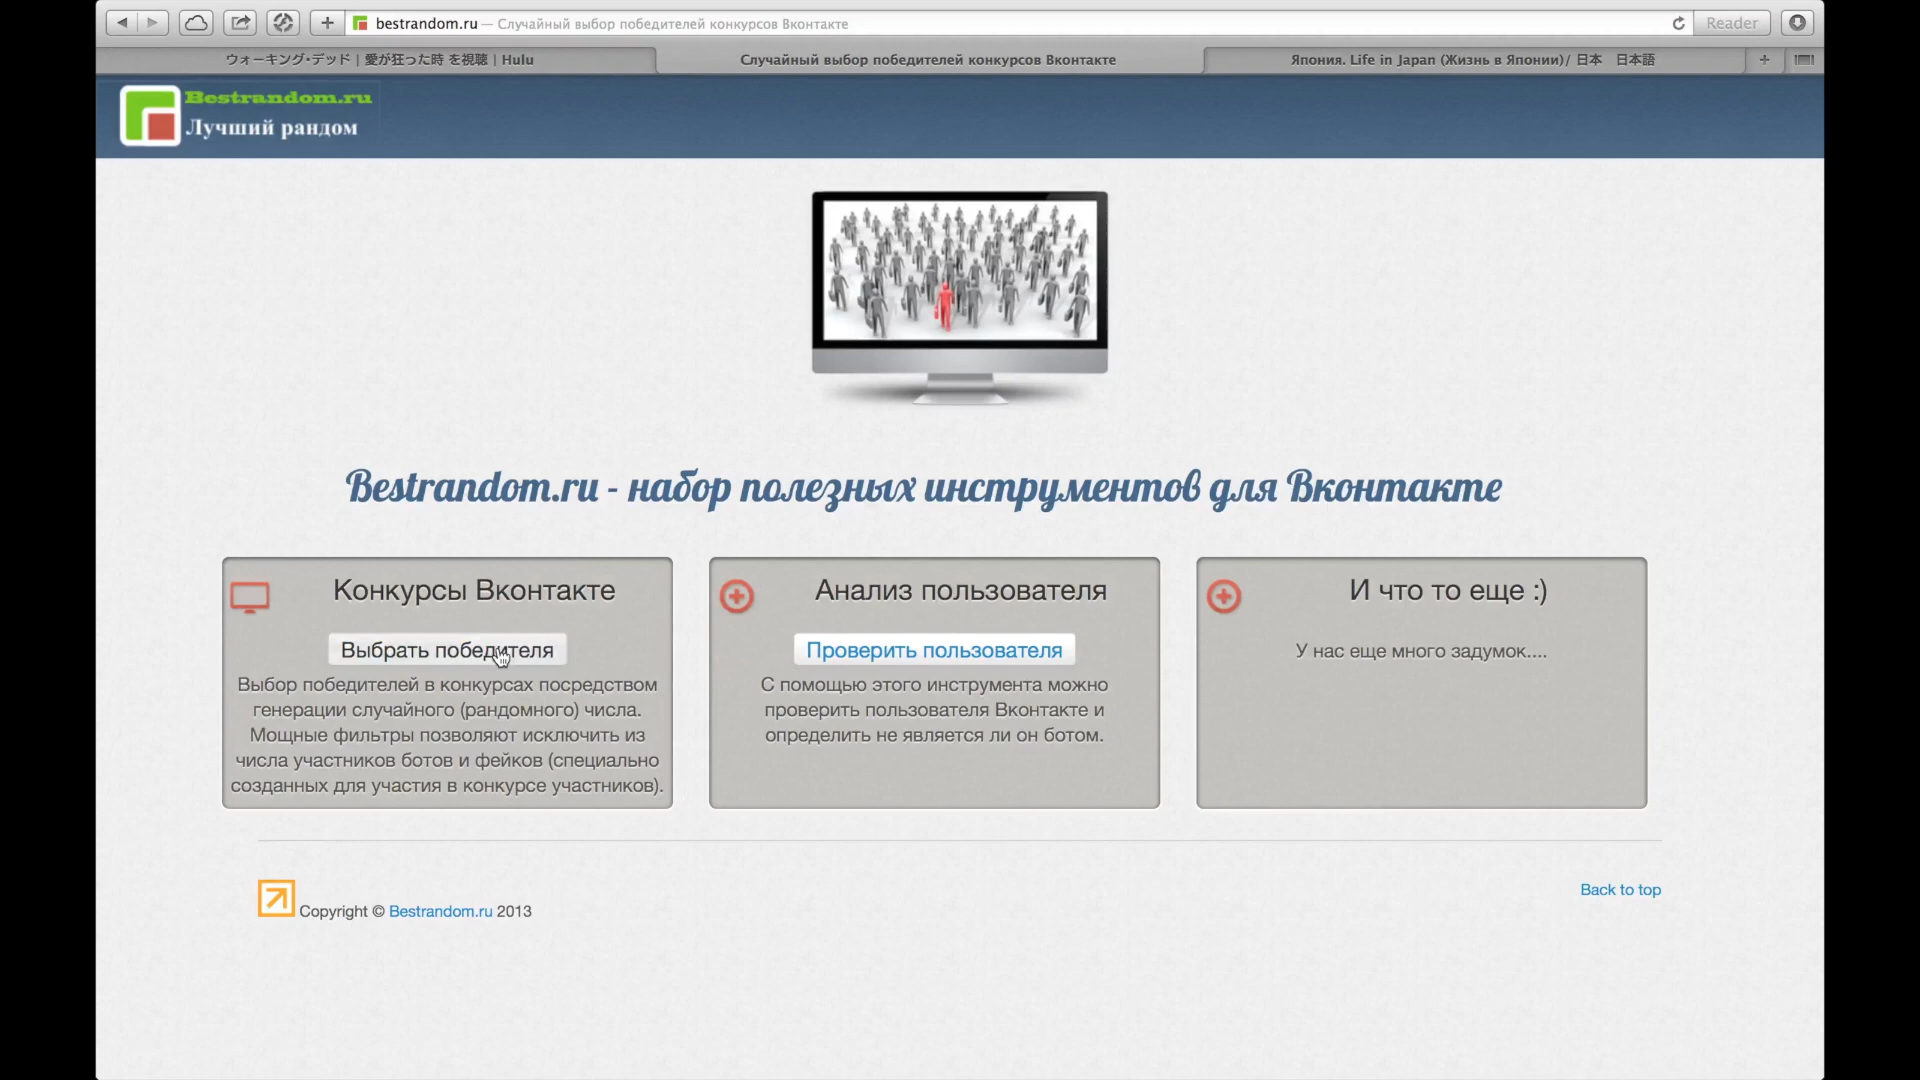 bestrandom.ru — Случайный выбор победителей конкурсов Вконтакте
Reader
ウォーキング・デッド | 愛が狂った時 を視聴 | Hulu
Случайный выбор победителей конкурсов Вконтакте
Япония. Life in Japan (Жизнь в Японии)/ 日本 日本語
Bestrandom.ru
Лучший рандом
Bestrandom.ru - набор полезных инструментов для Вконтакте
Конкурсы Вконтакте
Выбрать победителя
Выбор победителей в конкурсах посредством
генерации случайного (рандомного) числа.
Мощные фильтры позволяют исключить из
числа участников ботов и фейков (специально
созданных для участия в конкурсе участников).
Анализ пользователя
Проверить пользователя
С помощью этого инструмента можно
проверить пользователя Вконтакте и
определить не является ли он ботом.
И что то еще :)
У нас еще много задумок....
Copyright © Bestrandom.ru 2013
Back to top